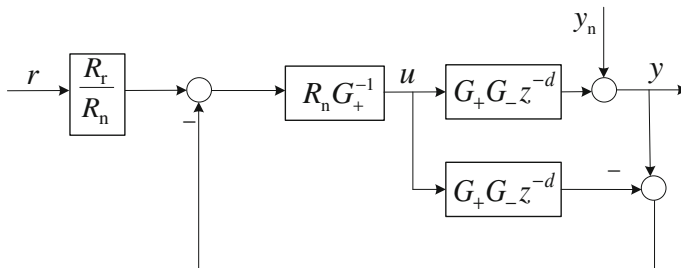 y_n
r
R_r
R_n
−
R_n G_+^{-1}
u
G_+ G_- z^{-d}
y
G_+ G_- z^{-d}
−